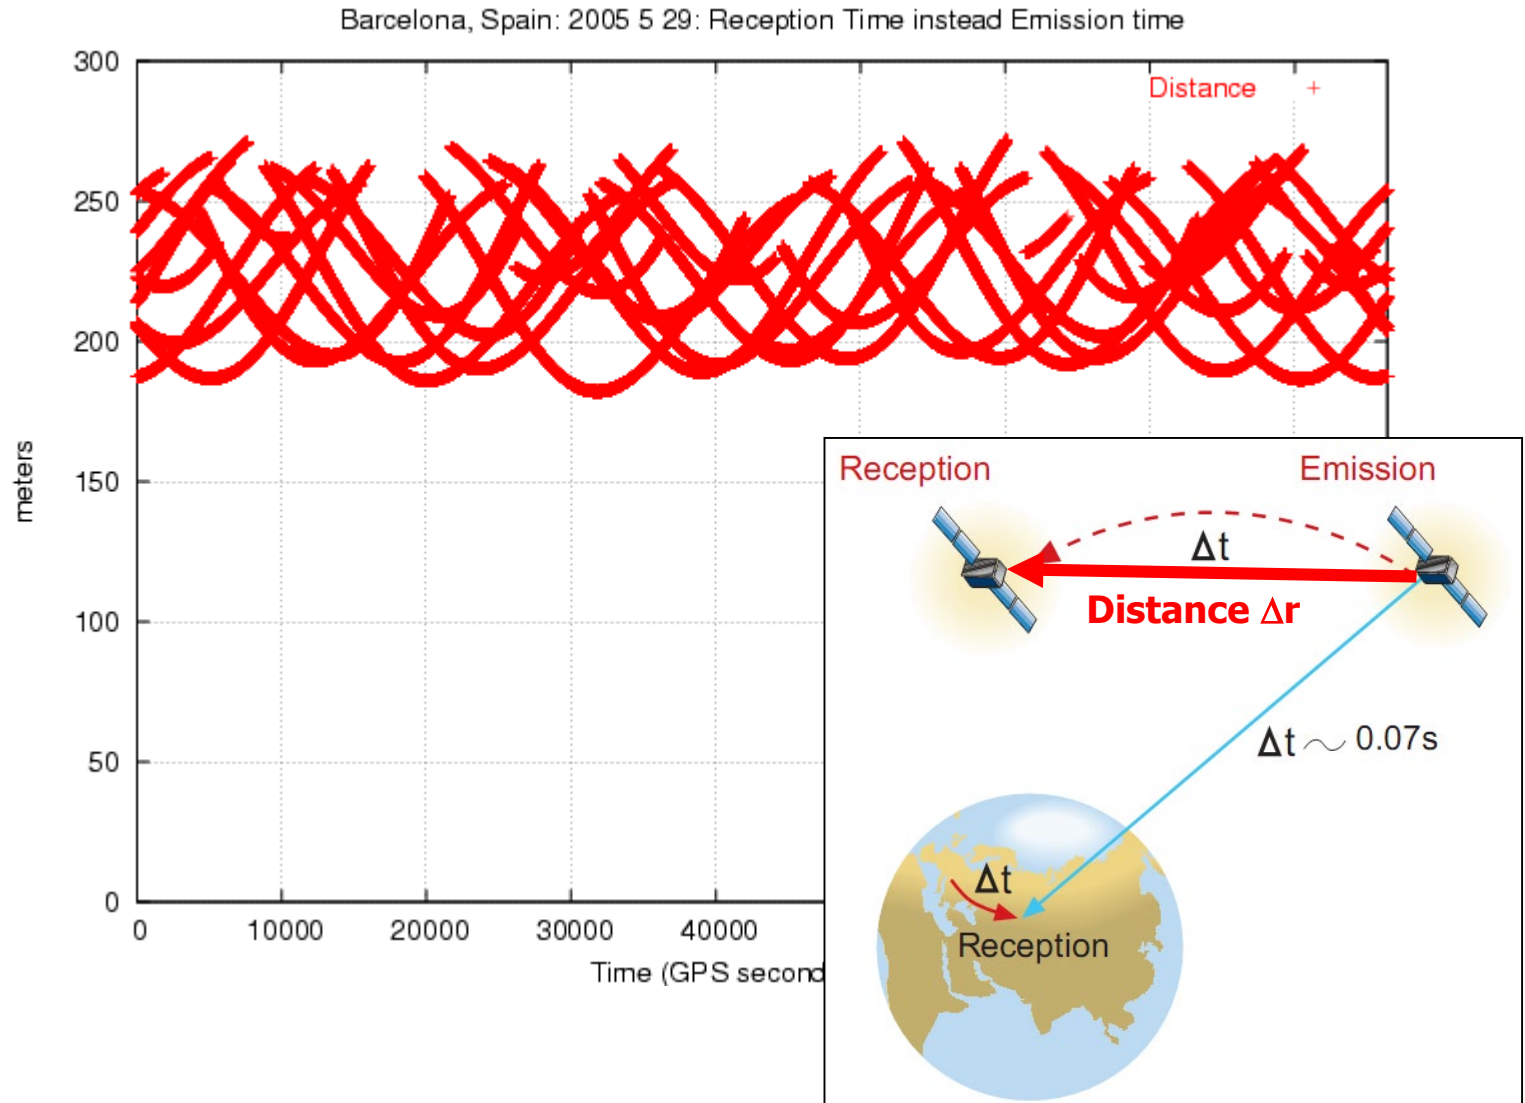 Barcelona, Spain: 2005 5 29: Reception Time instead Emission time
Distance
300
250
200
150
100
50
0
meters
0 10000 20000 30000 40000
Time (GPS second
Reception Emission
Δt
Distance Δr
Δt ~ 0.07s
Δt
Reception